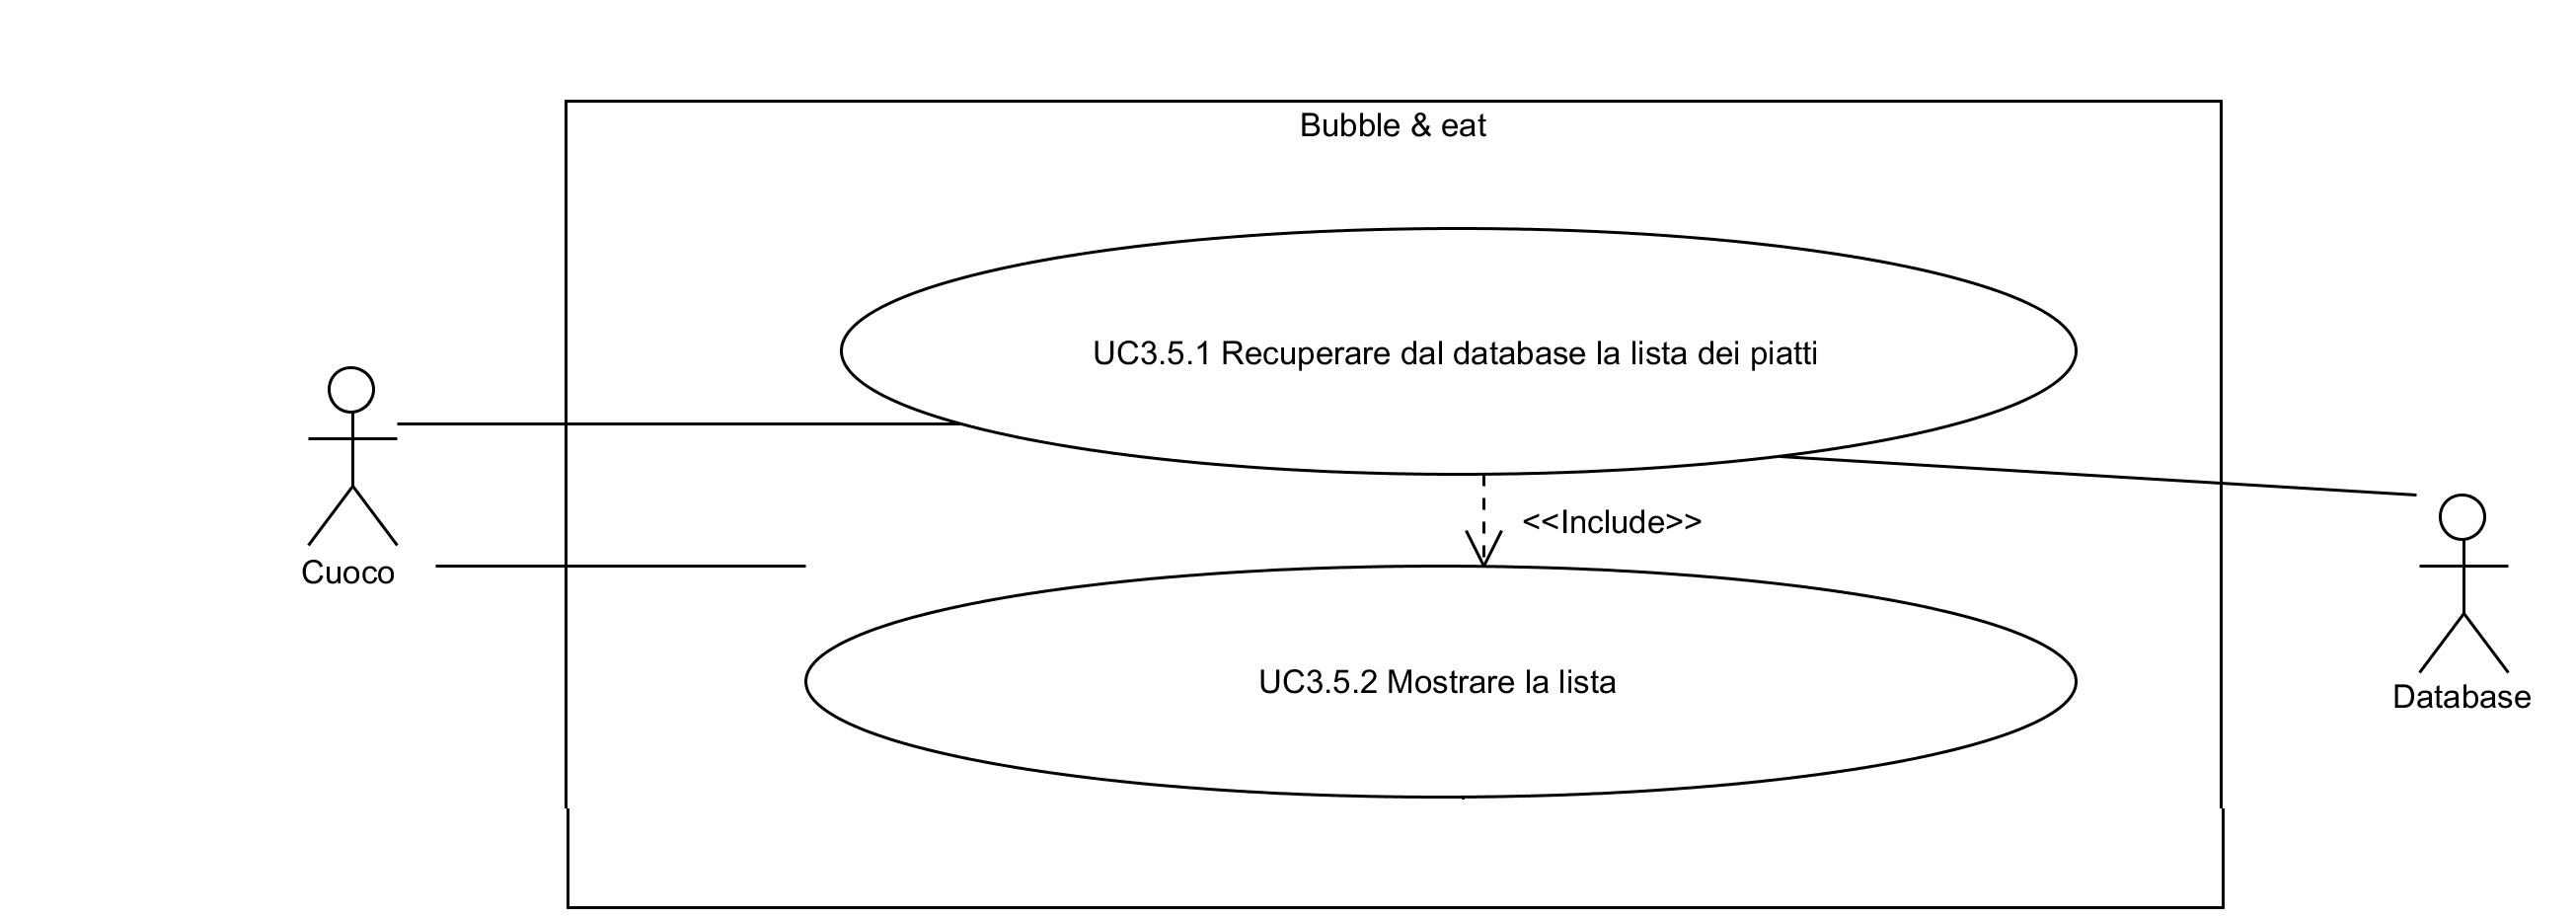 Bubble & eat
UC3.5.1 Recuperare dal database la lista dei piatti
<<Include>>
Cuoco
UC3.5.2 Mostrare la lista
Database